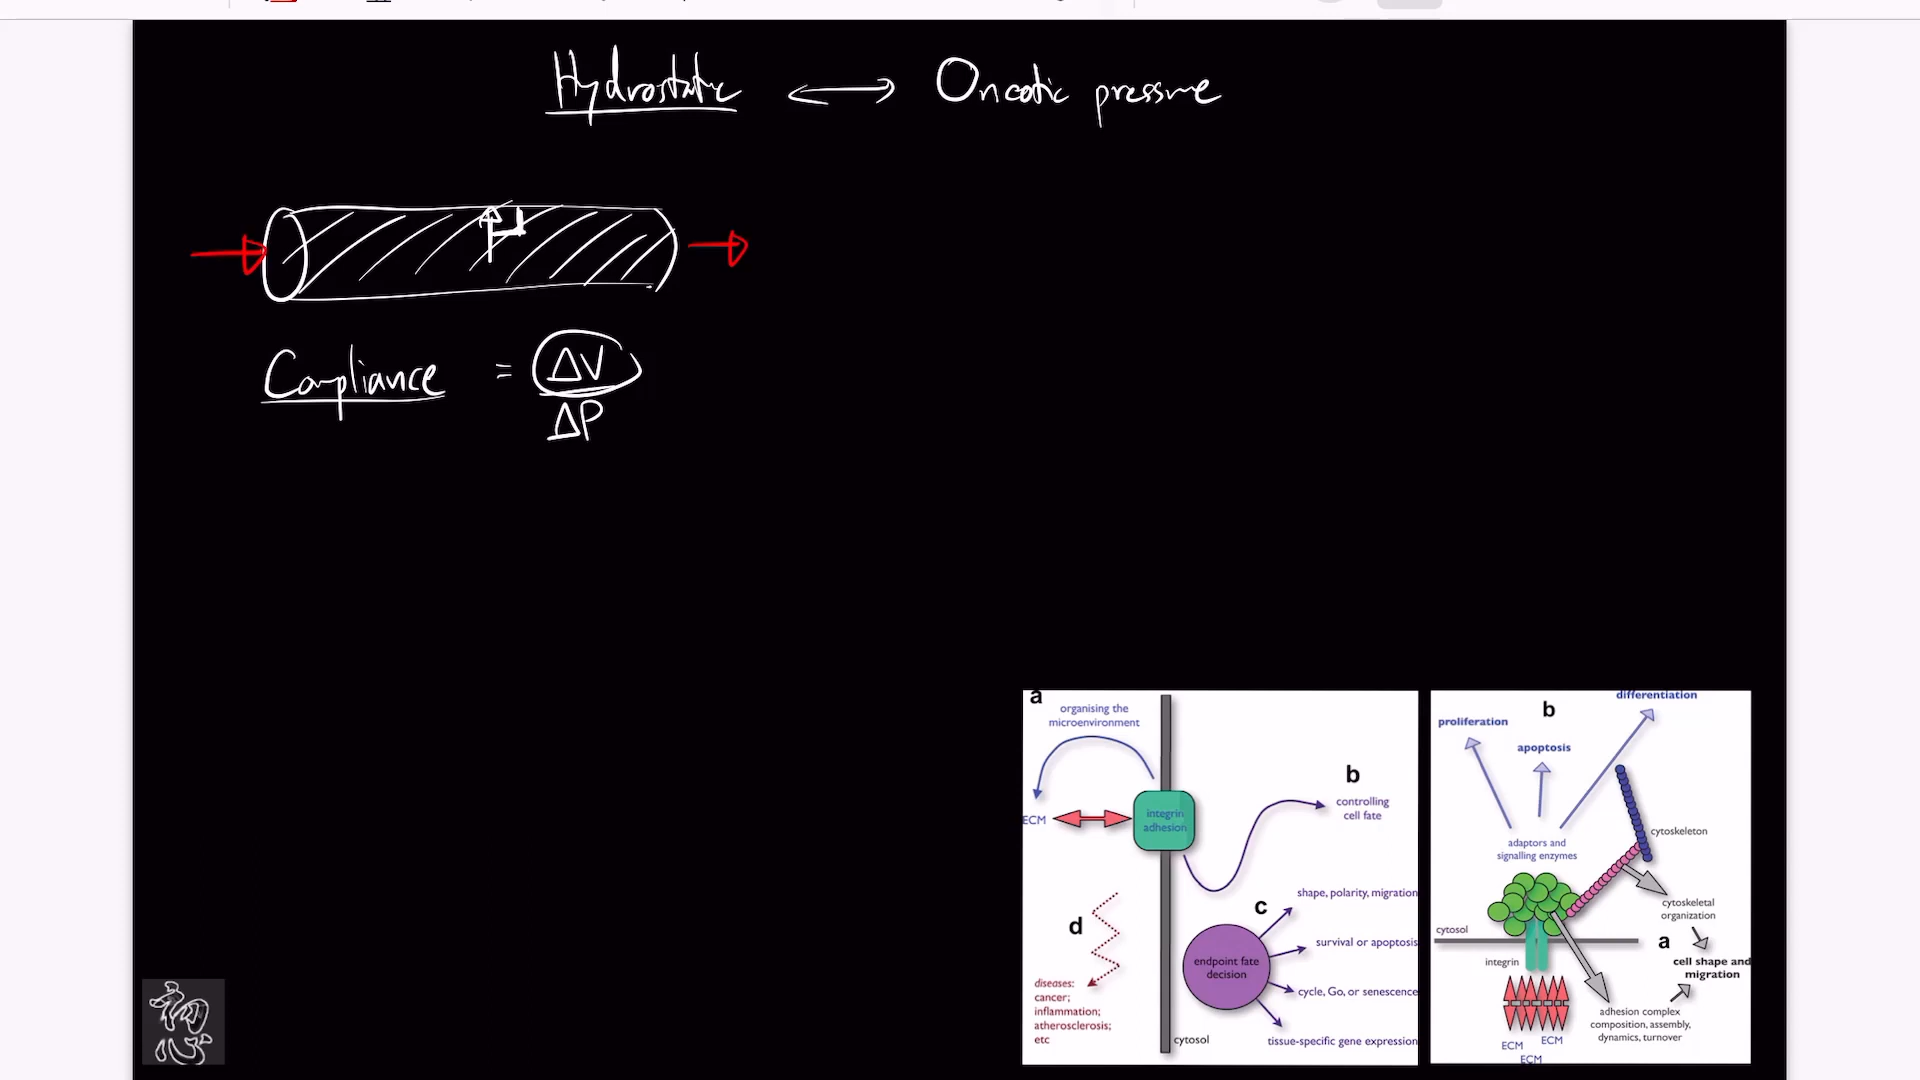 Hydrostatic ⟷ Oncotic pressure
Compliance = ΔV
ΔP
a
organising the
microenvironment
ECM
integrin
adhesion
b
controlling
cell fate
c
shape, polarity, migration
survival or apoptosis
endpoint fate
decision
cycle, Go, or senescence
tissue-specific gene expression
d
diseases:
cancer;
inflammation;
atherosclerosis;
etc
cytosol
differentiation
b
proliferation
apoptosis
cytoskeleton
adaptors and
signalling enzymes
cytoskeletal
organization
cytosol
a
integrin
cell shape and
migration
adhesion complex
composition, assembly,
dynamics, turnover
ECM
ECM
ECM
初心